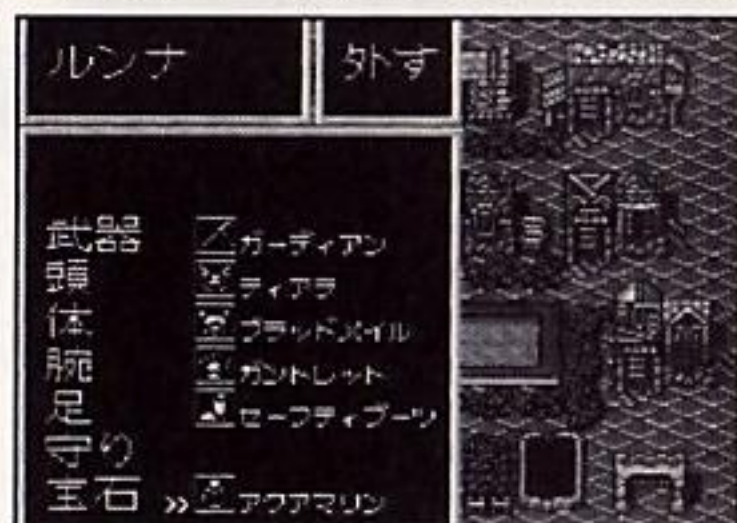 ルンナ
外す
武器 ガーディアン
頭 ティアラ
体 ブラッドメイル
腕 ガントレット
足 セーフティブーツ
守り
宝石 »アクアマリン